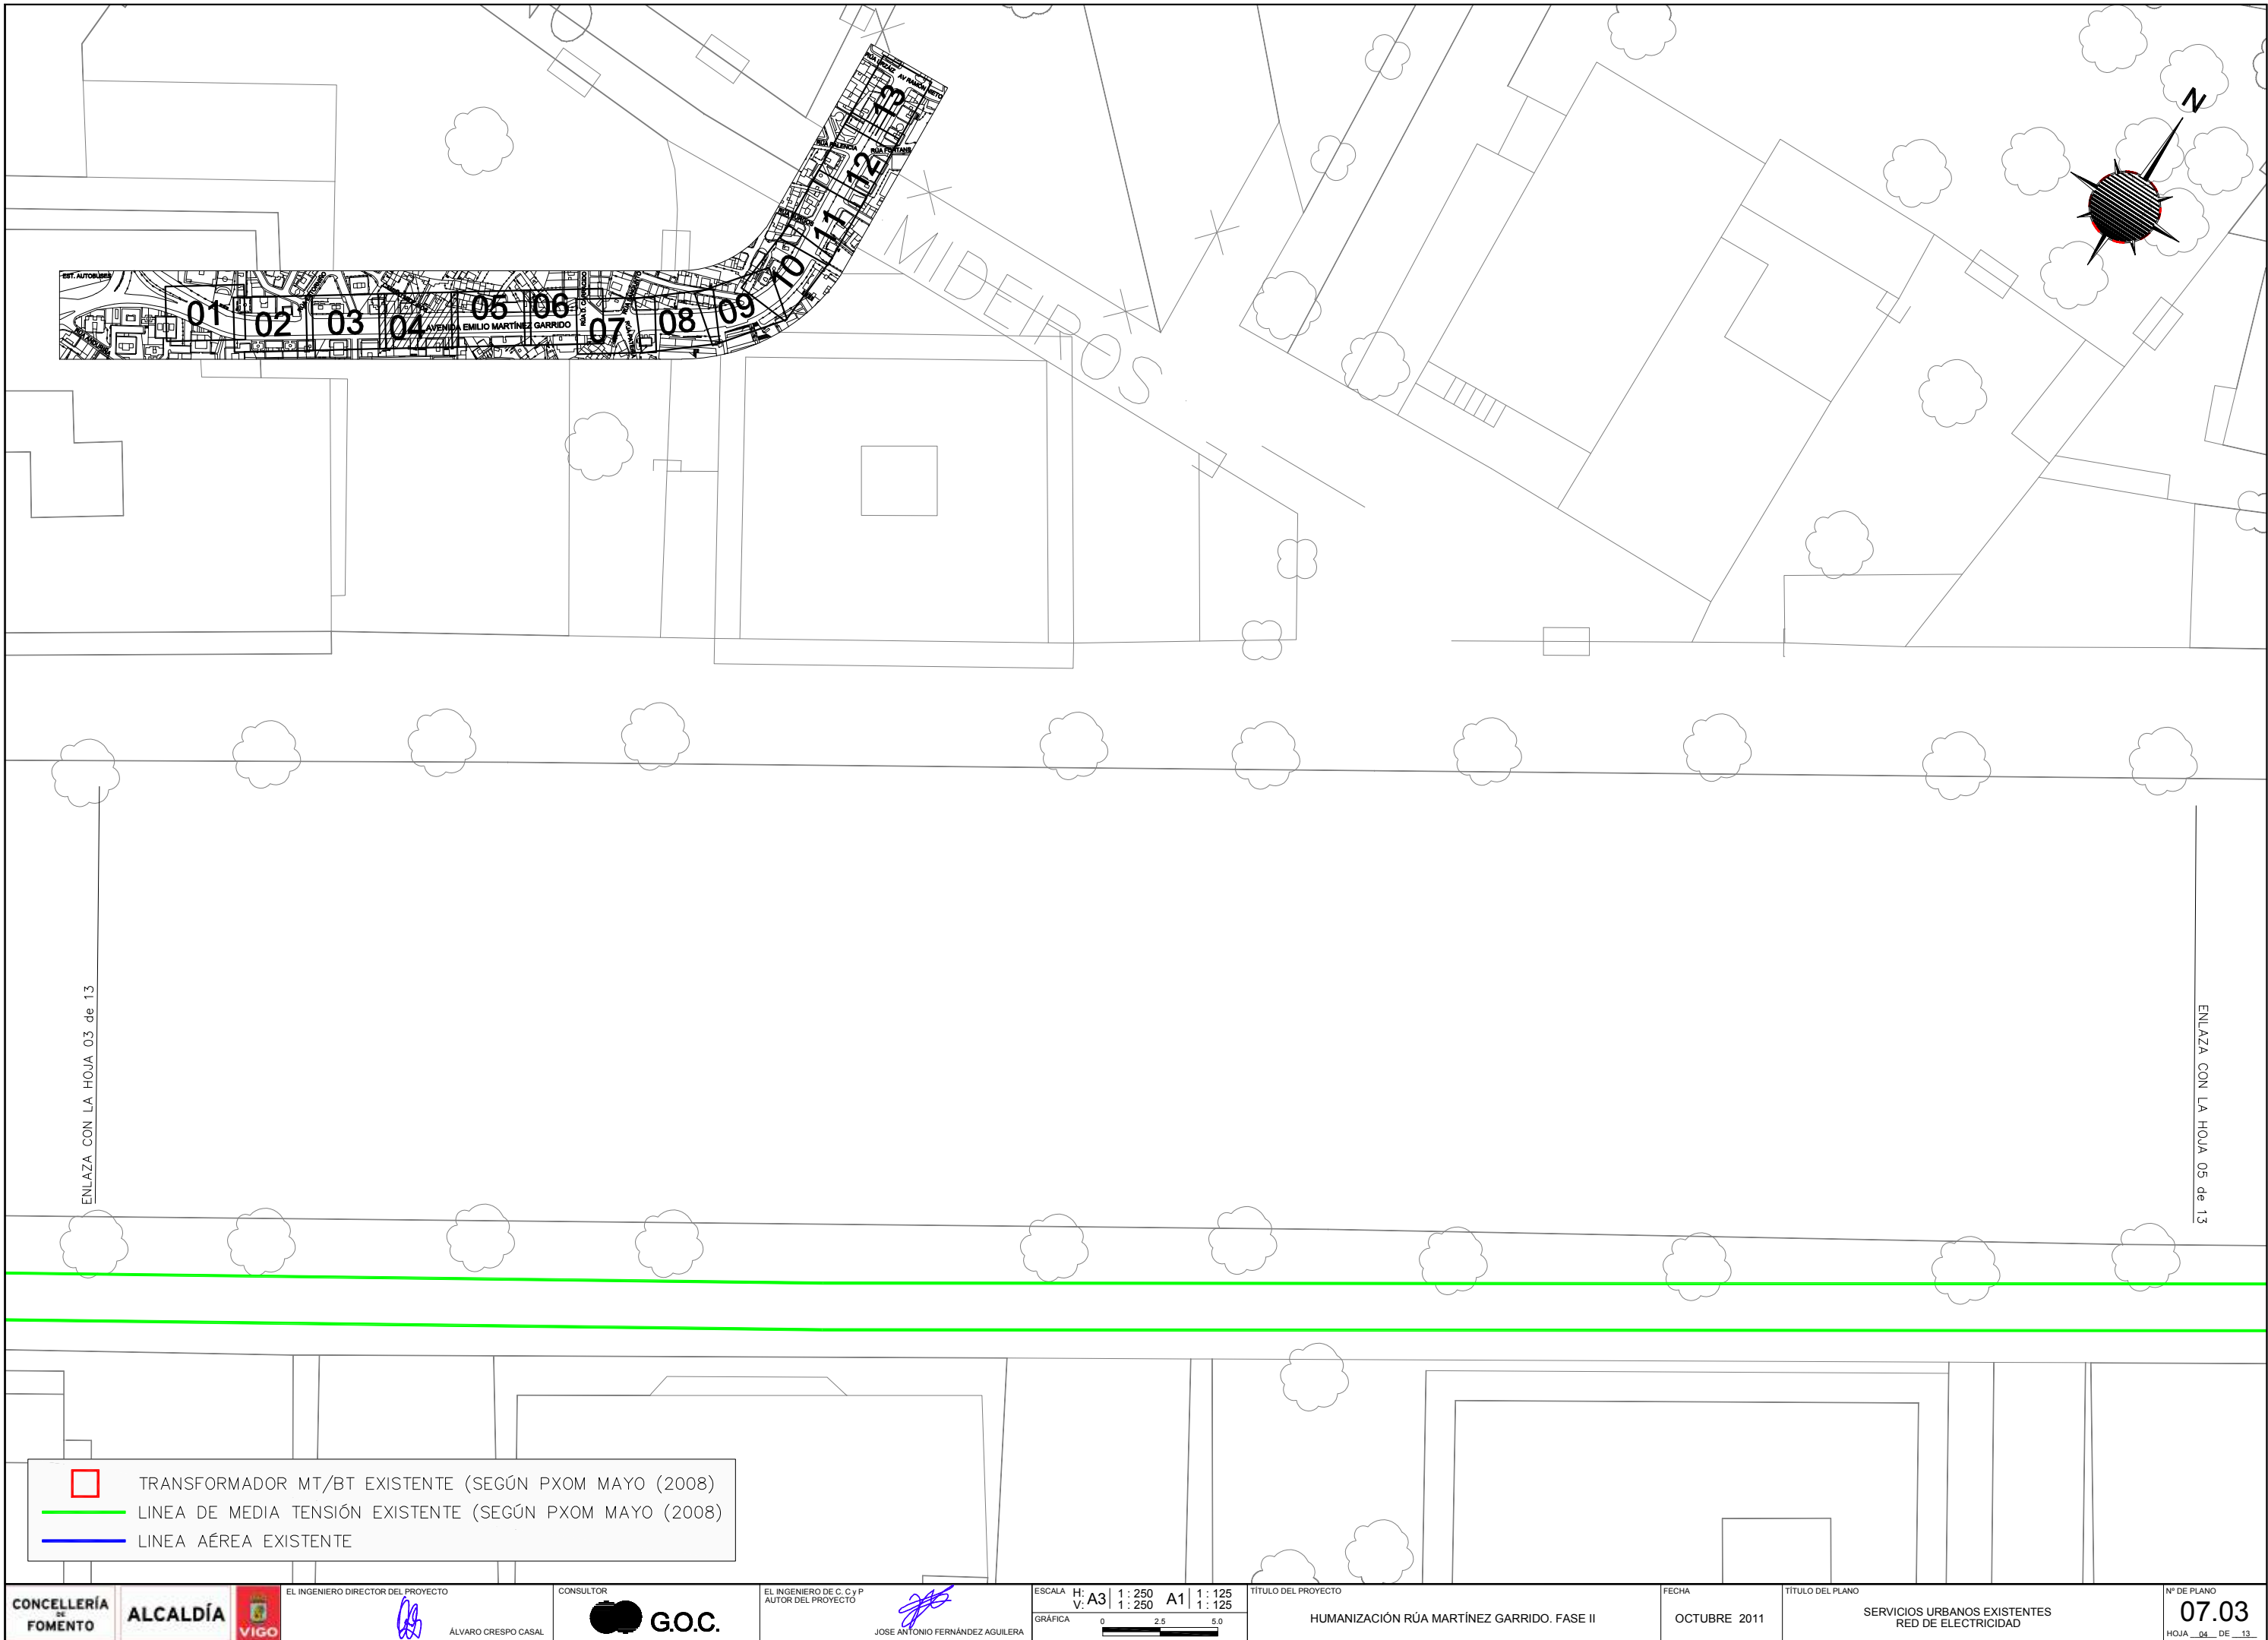 RÚA URZÁIZ
AV RAMÓN NIETO
13
RÚA PALENCIA
12
11
10
N
MIDEIROS
EST. AUTOBUSES
01
02
03
04
05
06
07
08
09
AVENIDA EMILIO MARTÍNEZ GARRIDO
ENLAZA CON LA HOJA 03 de 13
ENLAZA CON LA HOJA 05 de 13
TRANSFORMADOR MT/BT EXISTENTE (SEGÚN PXOM MAYO (2008)
LINEA DE MEDIA TENSIÓN EXISTENTE (SEGÚN PXOM MAYO (2008)
LINEA AÉREA EXISTENTE
CONCELLERÍA
DE
FOMENTO
ALCALDÍA
VIGO
EL INGENIERO DIRECTOR DEL PROYECTO
ÁLVARO CRESPO CASAL
CONSULTOR
G.O.C.
EL INGENIERO DE C. C y P
AUTOR DEL PROYECTO
JOSE ANTONIO FERNÁNDEZ AGUILERA
ESCALA H: A3 1 : 250 A1 1 : 125
V: 1 : 250 1 : 125
GRÁFICA 0 2.5 5.0
TÍTULO DEL PROYECTO
HUMANIZACIÓN RÚA MARTÍNEZ GARRIDO. FASE II
FECHA
OCTUBRE 2011
TÍTULO DEL PLANO
SERVICIOS URBANOS EXISTENTES
RED DE ELECTRICIDAD
Nº DE PLANO
07.03
HOJA 04 DE 13